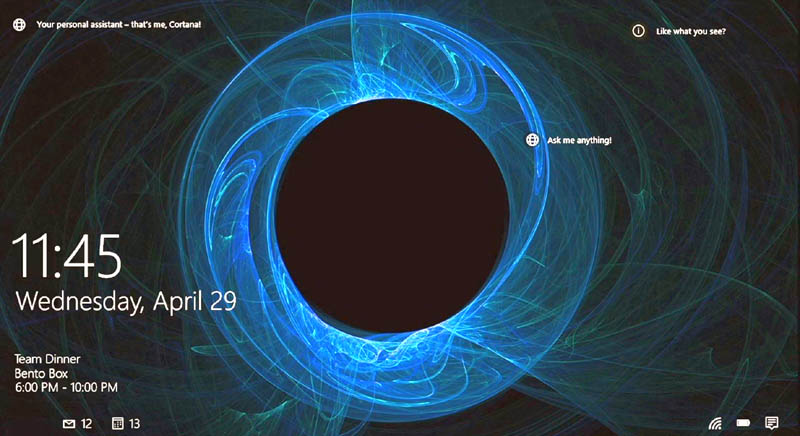 Your personal assistant – that's me, Cortana!
Like what you see?
Ask me anything!
11:45
Wednesday, April 29
Team Dinner
Bento Box
6:00 PM - 10:00 PM
12
13